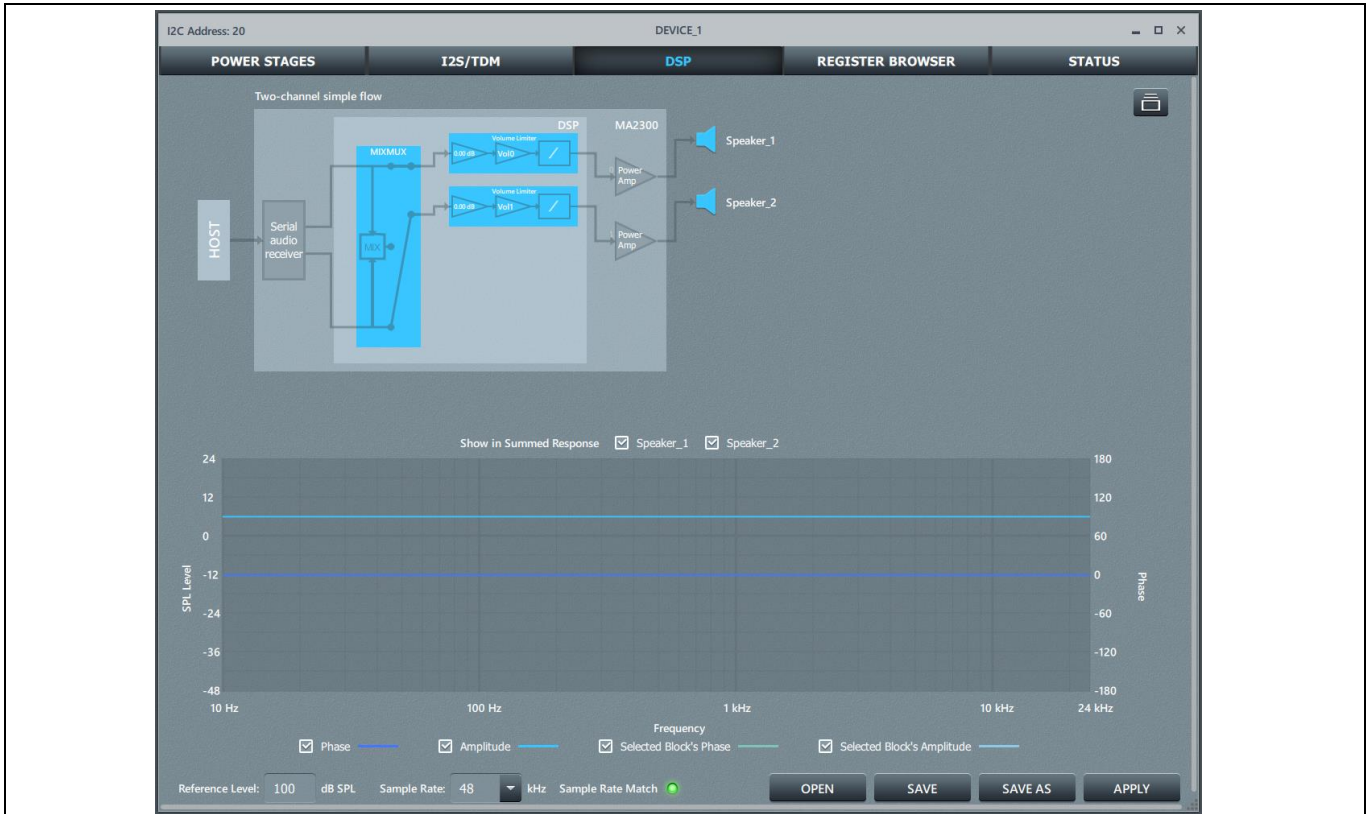 I2C Address: 20 DEVICE_1
POWER STAGES I2S/TDM DSP REGISTER BROWSER STATUS
Two-channel simple flow
DSP MA2300
MIXMUX
Volume Limiter
0.00 dB Vol0
Speaker_1
Power
Amp
Volume Limiter
0.00 dB Vol1
Speaker_2
HOST
Serial
audio
receiver
MIX
Power
Amp
Show in Summed Response Speaker_1 Speaker_2
24 180
12 120
0 60
-12 0
-24 -60
-36 -120
-48 -180
SPL Level
Phase
10 Hz 100 Hz 1 kHz 10 kHz 24 kHz
Frequency
Phase Amplitude Selected Block's Phase Selected Block's Amplitude
Reference Level: 100 dB SPL Sample Rate: 48 kHz Sample Rate Match OPEN SAVE SAVE AS APPLY